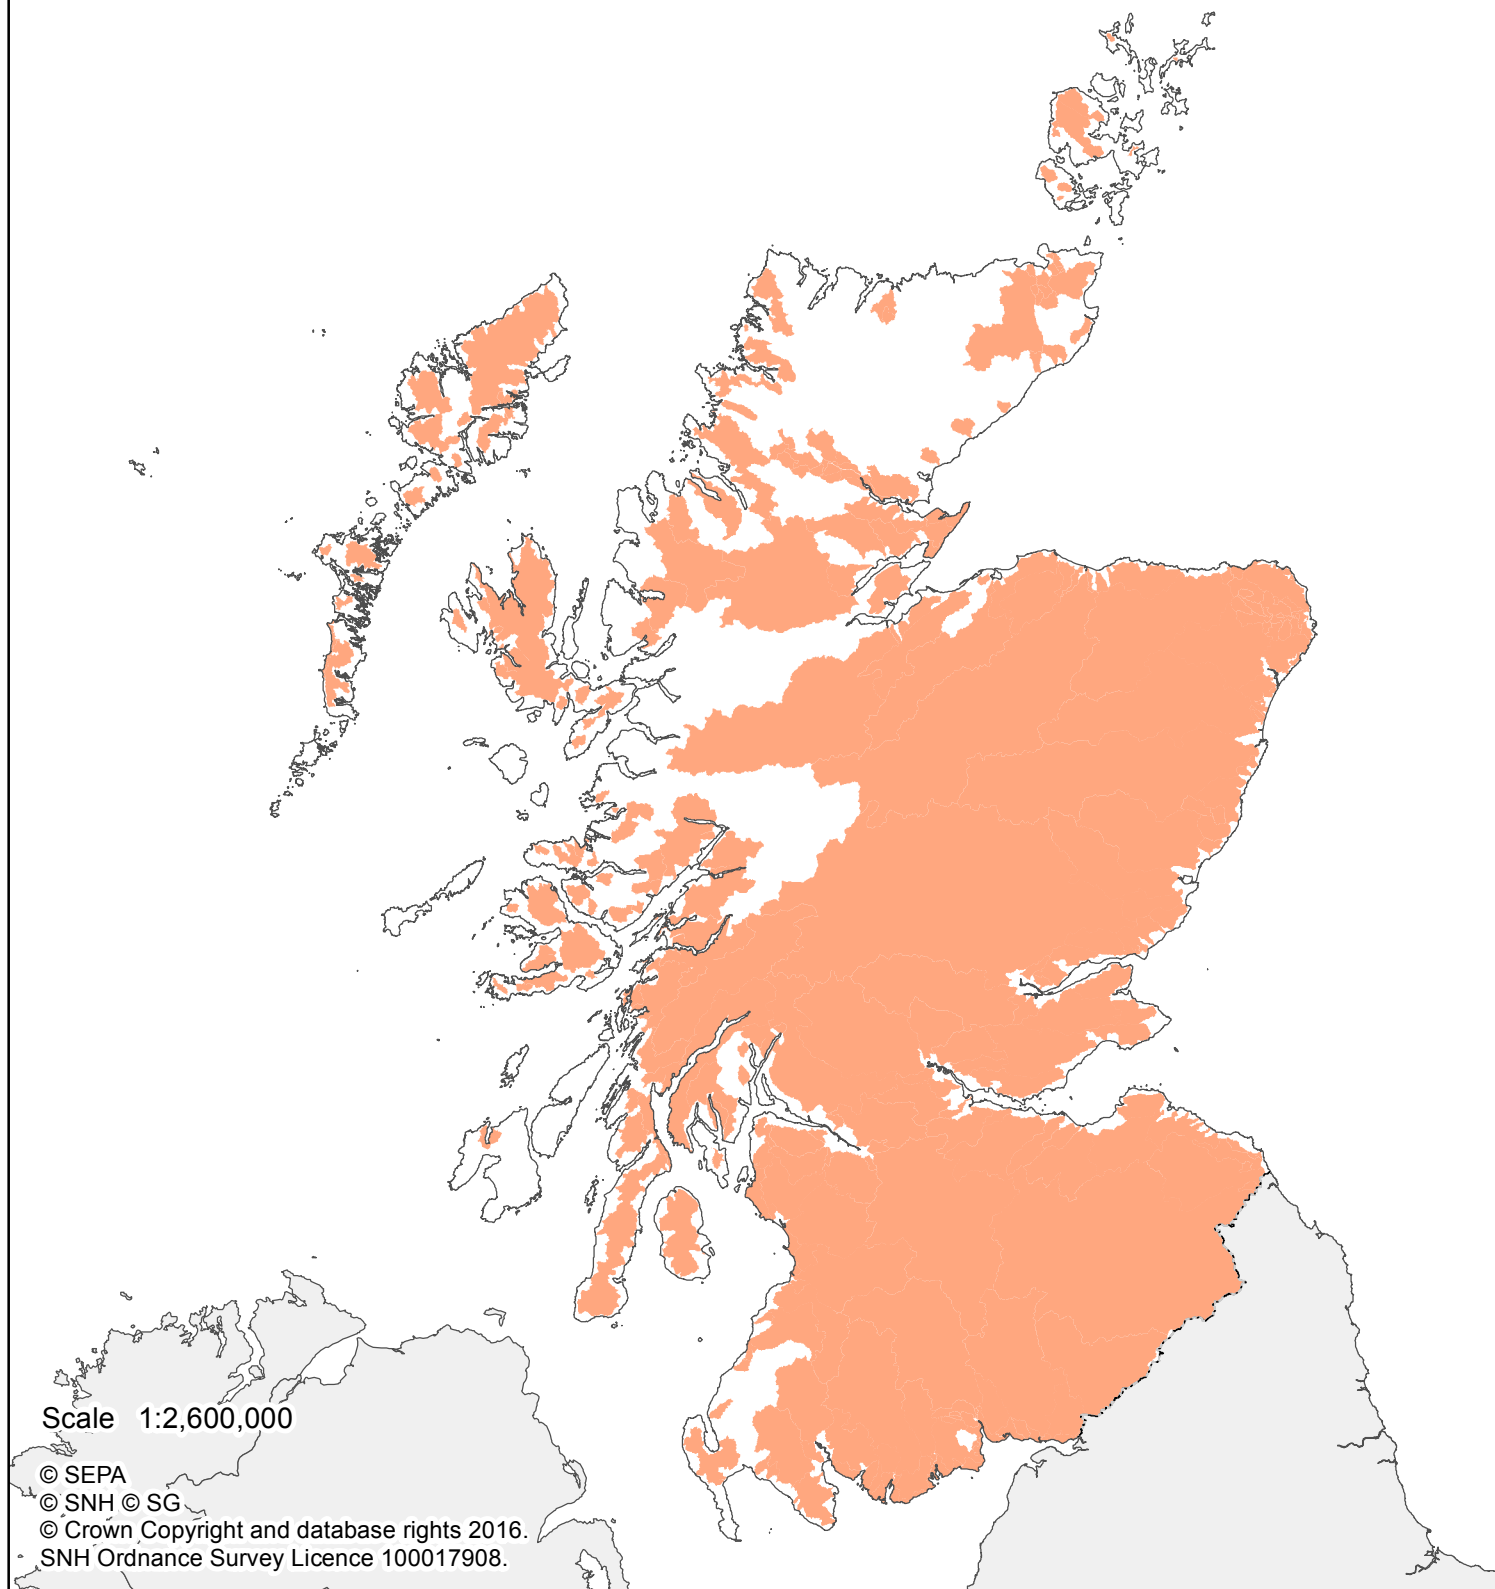 Scale 1:2,600,000
© SEPA
© SNH © SG
© Crown Copyright and database rights 2016.
SNH Ordnance Survey Licence 100017908.